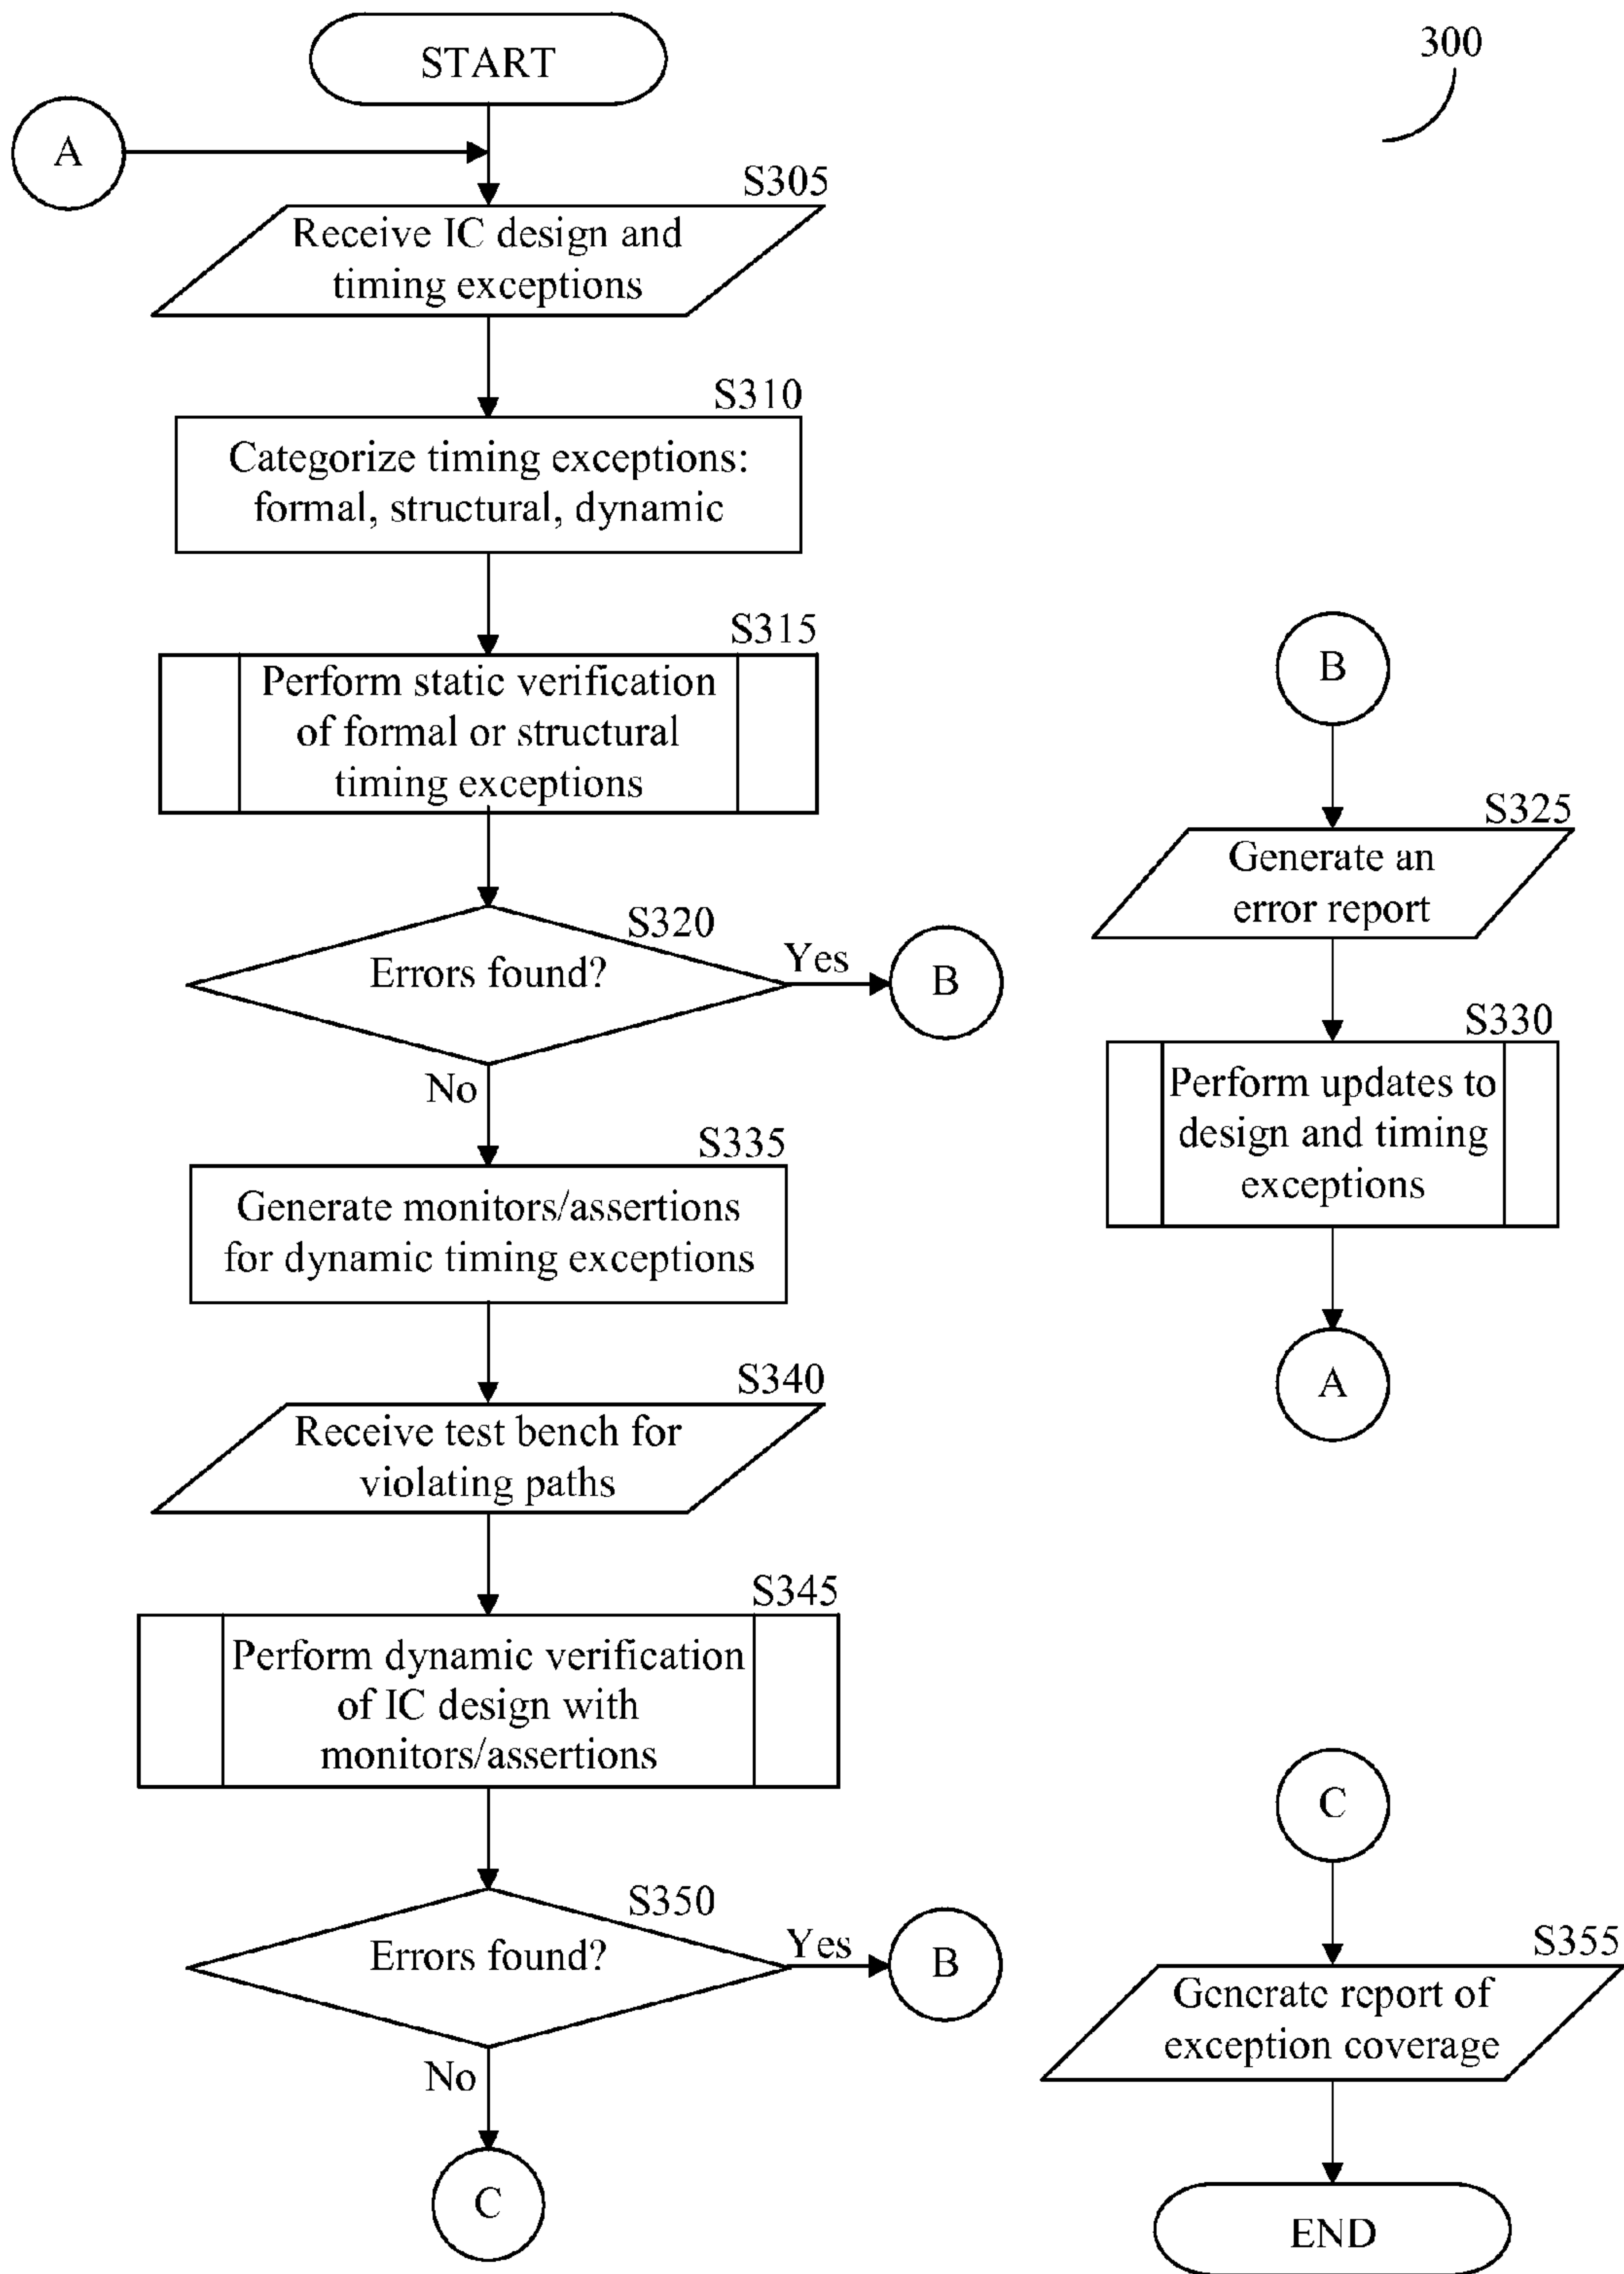 START
300
A
S305
Receive IC design and
timing exceptions
S310
Categorize timing exceptions:
formal, structural, dynamic
S315
Perform static verification
of formal or structural
timing exceptions
S320
Errors found?
Yes
B
No
S335
Generate monitors/assertions
for dynamic timing exceptions
S340
Receive test bench for
violating paths
S345
Perform dynamic verification
of IC design with
monitors/assertions
S350
Errors found?
Yes
B
No
C
B
S325
Generate an
error report
S330
Perform updates to
design and timing
exceptions
A
C
S355
Generate report of
exception coverage
END